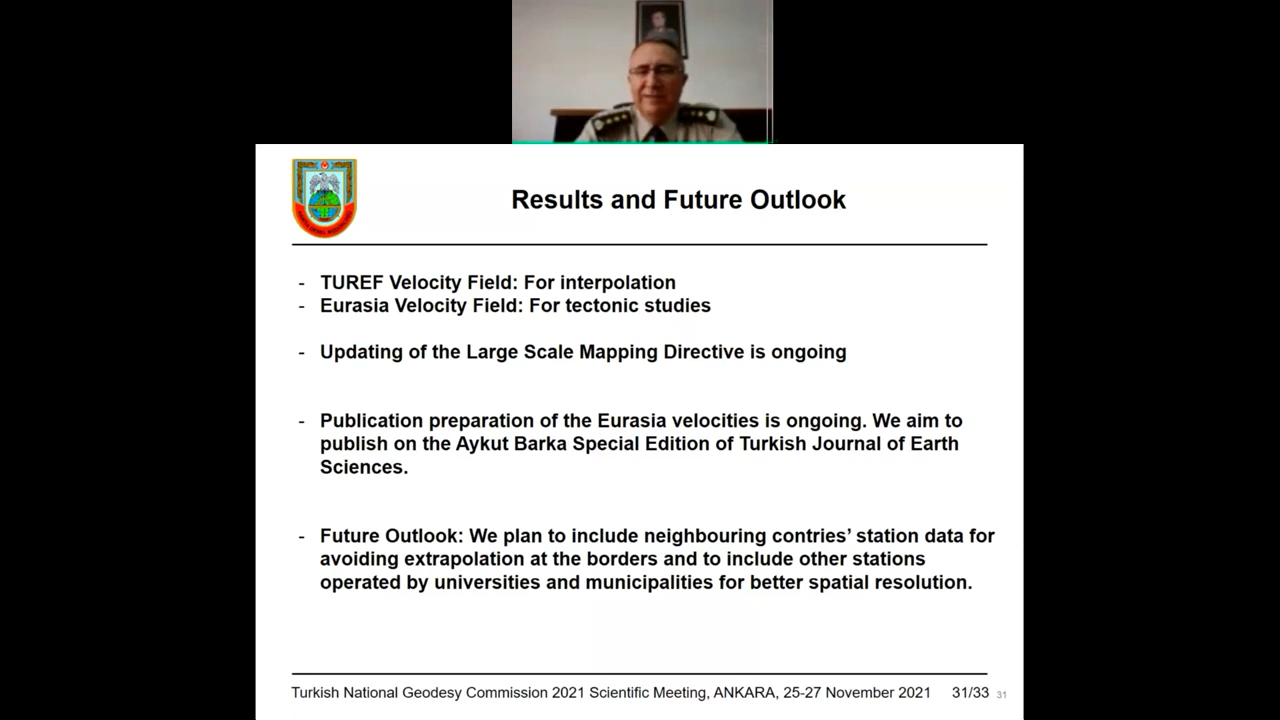 Results and Future Outlook
- TUREF Velocity Field: For interpolation
- Eurasia Velocity Field: For tectonic studies
- Updating of the Large Scale Mapping Directive is ongoing
- Publication preparation of the Eurasia velocities is ongoing. We aim to
publish on the Aykut Barka Special Edition of Turkish Journal of Earth
Sciences.
- Future Outlook: We plan to include neighbouring contries’ station data for
avoiding extrapolation at the borders and to include other stations
operated by universities and municipalities for better spatial resolution.
Turkish National Geodesy Commission 2021 Scientific Meeting, ANKARA, 25-27 November 2021 31/33 31